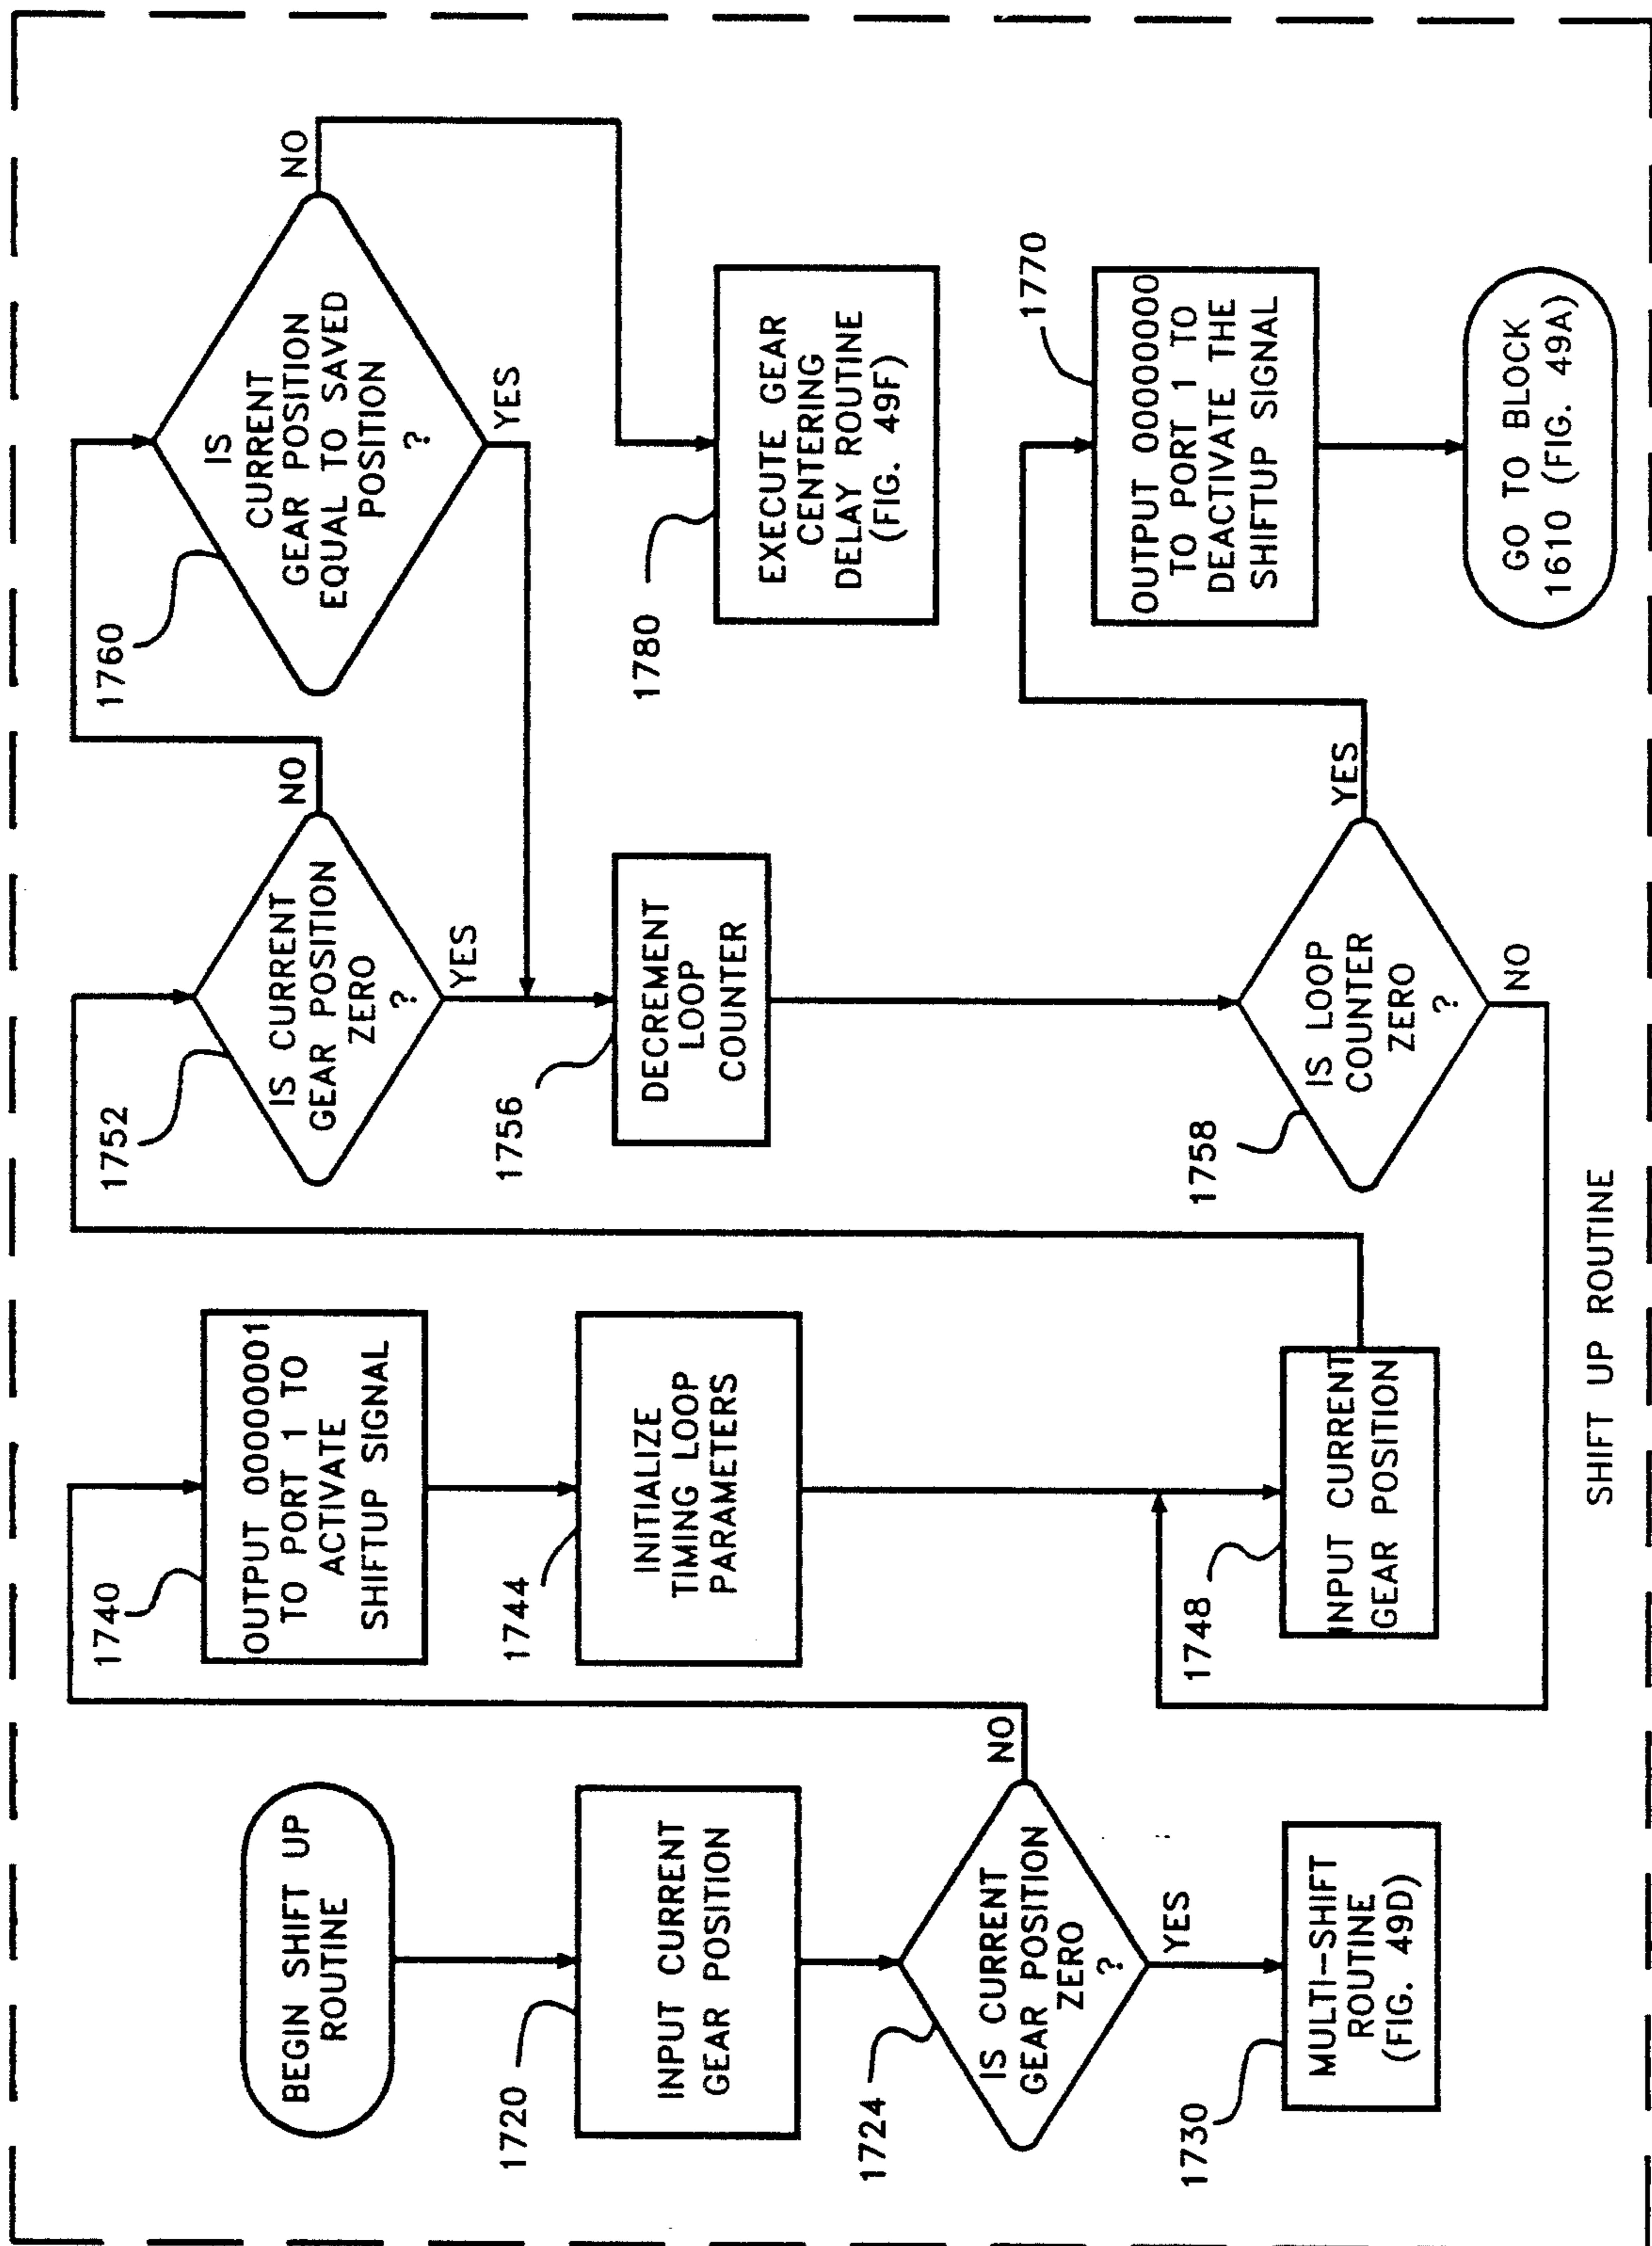 BEGIN SHIFT UP
ROUTINE
1720
INPUT CURRENT
GEAR POSITION
1724
IS CURRENT
GEAR POSITION
ZERO
?
NO
YES
1730
MULTI-SHIFT
ROUTINE
(FIG. 49D)
1740
OUTPUT 00000001
TO PORT 1 TO
ACTIVATE
SHIFTUP SIGNAL
1744
INITIALIZE
TIMING LOOP
PARAMETERS
1748
INPUT CURRENT
GEAR POSITION
1752
IS CURRENT
GEAR POSITION
ZERO
?
NO
YES
1756
DECREMENT
LOOP
COUNTER
1758
IS LOOP
COUNTER
ZERO
?
YES
NO
1760
IS
CURRENT
GEAR POSITION
EQUAL TO SAVED
POSITION
?
NO
YES
1780
EXECUTE GEAR
CENTERING
DELAY ROUTINE
(FIG. 49F)
1770
OUTPUT 00000000
TO PORT 1 TO
DEACTIVATE THE
SHIFTUP SIGNAL
GO TO BLOCK
1610 (FIG. 49A)
SHIFT UP ROUTINE